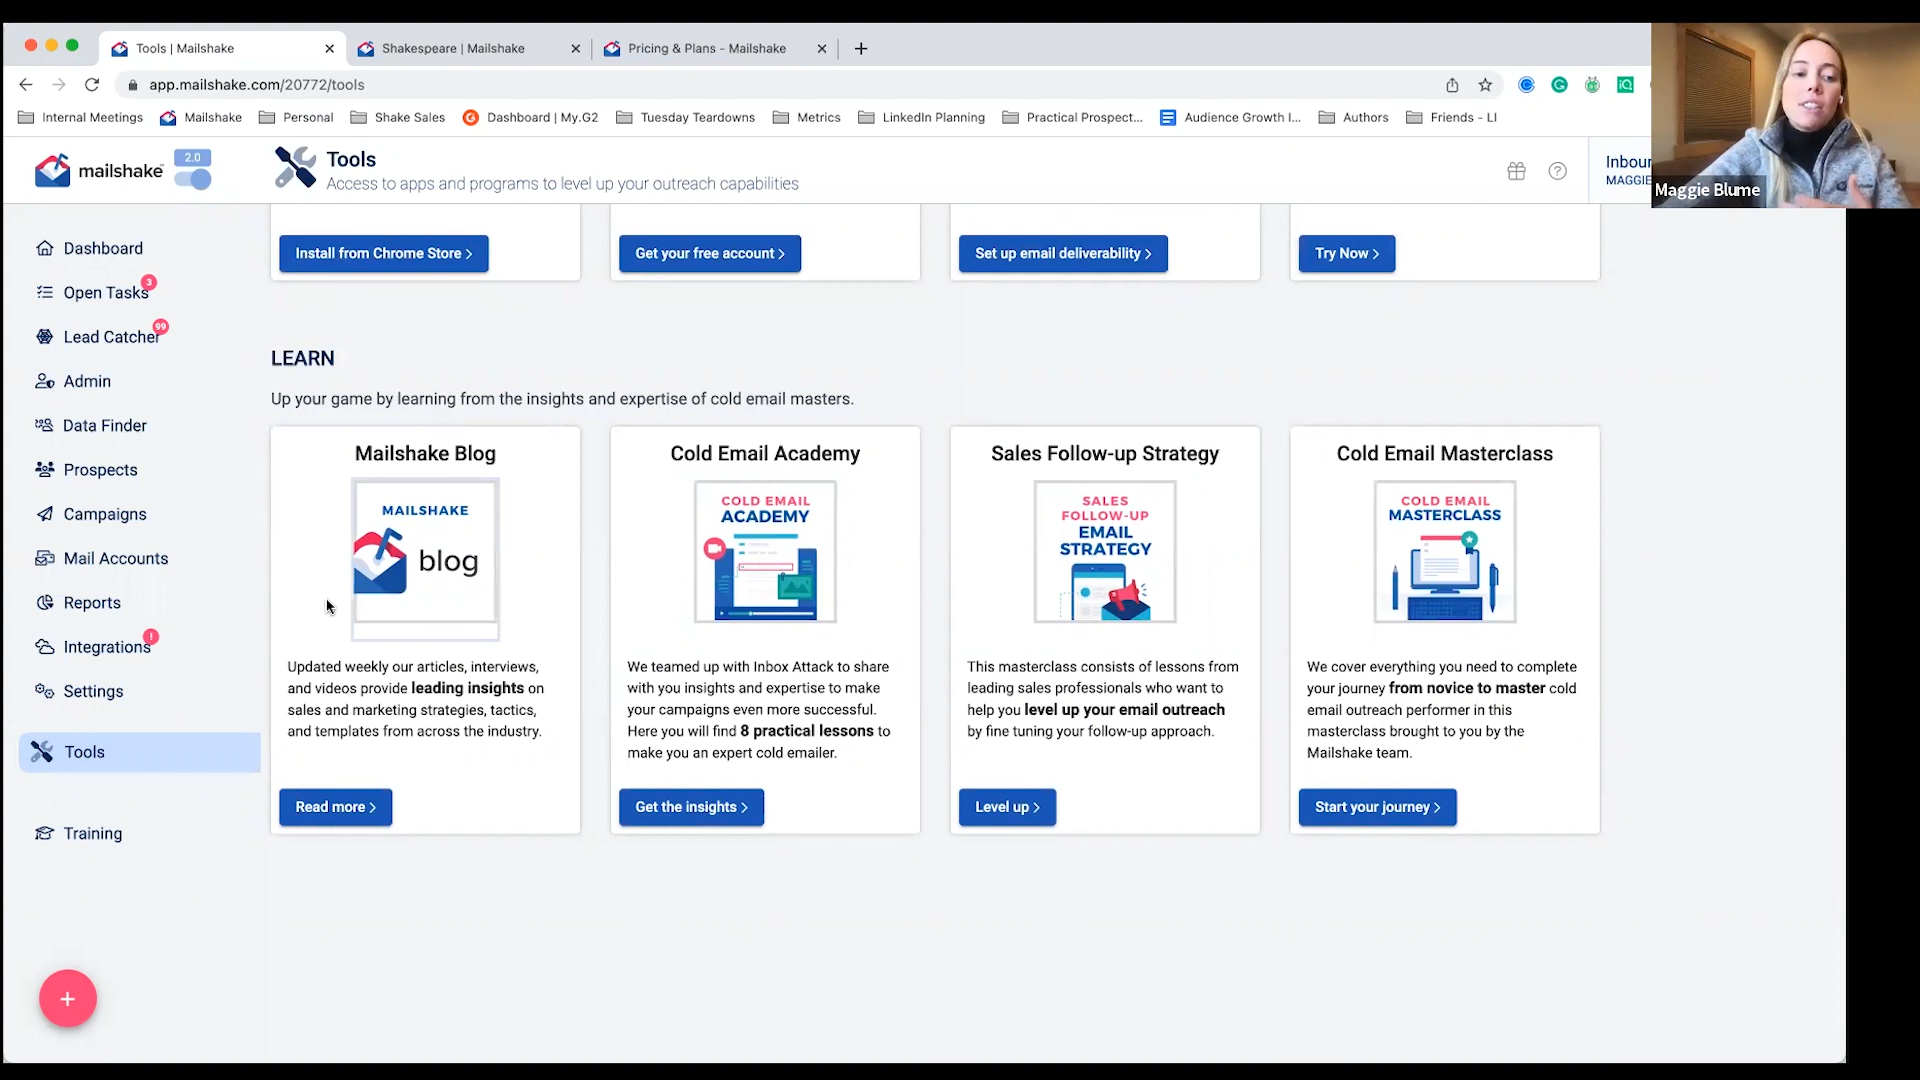 Tools | Mailshake
Shakespeare | Mailshake
Pricing & Plans - Mailshake
app.mailshake.com/20772/tools
Internal Meetings
Mailshake
Personal
Shake Sales
Dashboard | My.G2
Tuesday Teardowns
Metrics
LinkedIn Planning
Practical Prospect...
Audience Growth I...
Authors
Friends - LI
mailshake
2.0
Tools
Access to apps and programs to level up your outreach capabilities
Inbour
MAGGIE
Maggie Blume
Dashboard
Open Tasks
3
Lead Catcher
99
Admin
Data Finder
Prospects
Campaigns
Mail Accounts
Reports
Integrations
!
Settings
Tools
Training
+
Install from Chrome Store >
Get your free account >
Set up email deliverability >
Try Now >
LEARN
Up your game by learning from the insights and expertise of cold email masters.
Mailshake Blog
MAILSHAKE
blog
Updated weekly our articles, interviews,
and videos provide leading insights on
sales and marketing strategies, tactics,
and templates from across the industry.
Read more >
Cold Email Academy
COLD EMAIL
ACADEMY
We teamed up with Inbox Attack to share
with you insights and expertise to make
your campaigns even more successful.
Here you will find 8 practical lessons to
make you an expert cold emailer.
Get the insights >
Sales Follow-up Strategy
SALES
FOLLOW-UP
EMAIL
STRATEGY
This masterclass consists of lessons from
leading sales professionals who want to
help you level up your email outreach
by fine tuning your follow-up approach.
Level up >
Cold Email Masterclass
COLD EMAIL
MASTERCLASS
We cover everything you need to complete
your journey from novice to master cold
email outreach performer in this
masterclass brought to you by the
Mailshake team.
Start your journey >